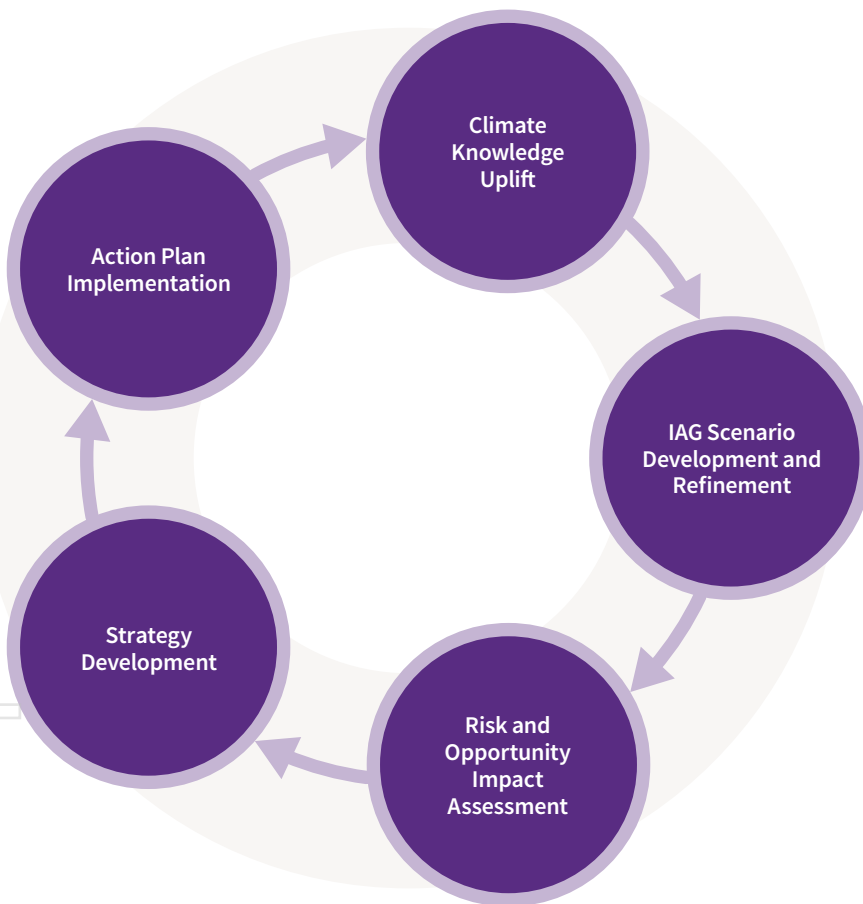 Climate
Knowledge
Uplift
IAG Scenario
Development and
Refinement
Risk and
Opportunity
Impact
Assessment
Strategy
Development
Action Plan
Implementation